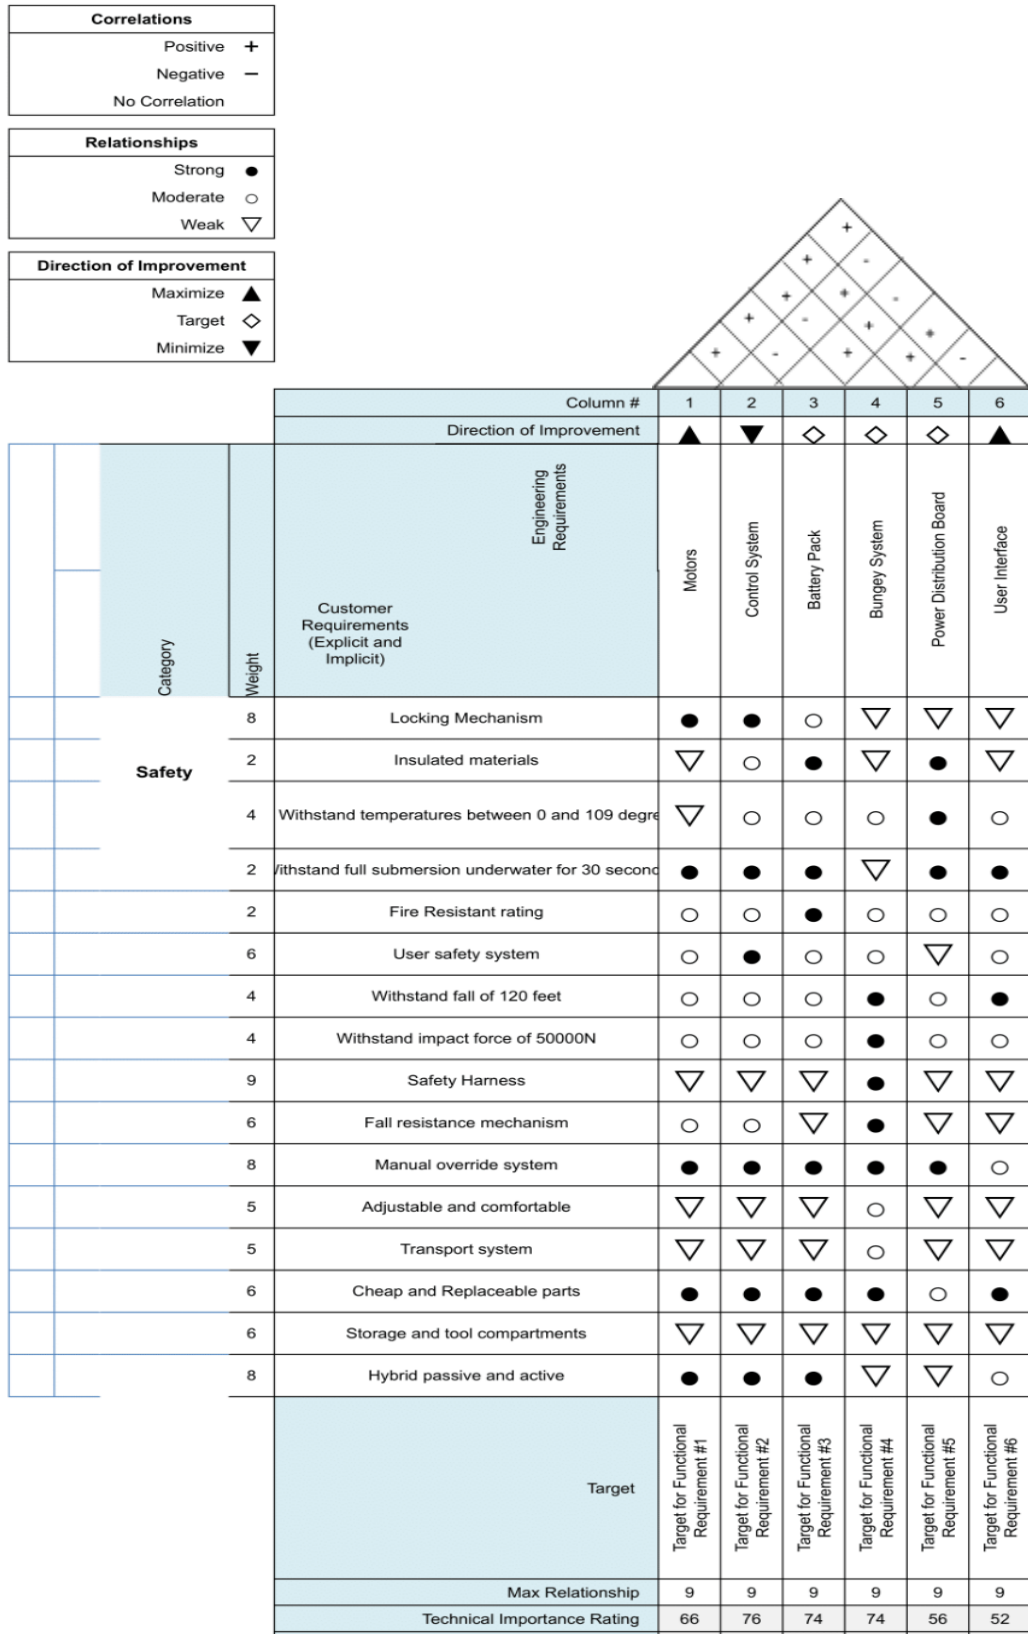 Correlations
Positive +
Negative −
No Correlation
Relationships
Strong ●
Moderate ○
Weak ▽
Direction of Improvement
Maximize ▲
Target ◇
Minimize ▼
Column # 1 2 3 4 5 6
Direction of Improvement ▲ ▼ ◇ ◇ ◇ ▲
Category
Weight
Engineering
Requirements
Customer
Requirements
(Explicit and
Implicit)
Motors
Control System
Battery Pack
Bungey System
Power Distribution Board
User Interface
Safety
8 Locking Mechanism ● ● ○ ▽ ▽ ▽
2 Insulated materials ▽ ○ ● ▽ ● ▽
4 Withstand temperatures between 0 and 109 degre ▽ ○ ○ ○ ● ○
2 /ithstand full submersion underwater for 30 second ● ● ● ▽ ● ●
2 Fire Resistant rating ○ ○ ● ○ ○ ○
6 User safety system ○ ● ○ ○ ▽ ○
4 Withstand fall of 120 feet ○ ○ ○ ● ○ ●
4 Withstand impact force of 50000N ○ ○ ○ ● ○ ○
9 Safety Harness ▽ ▽ ▽ ● ▽ ▽
6 Fall resistance mechanism ○ ○ ▽ ● ▽ ▽
8 Manual override system ● ● ● ● ● ○
5 Adjustable and comfortable ▽ ▽ ▽ ○ ▽ ▽
5 Transport system ▽ ▽ ▽ ○ ▽ ▽
6 Cheap and Replaceable parts ● ● ● ● ○ ●
6 Storage and tool compartments ▽ ▽ ▽ ▽ ▽ ▽
8 Hybrid passive and active ● ● ● ▽ ▽ ○
Target
Target for Functional
Requirement #1
Target for Functional
Requirement #2
Target for Functional
Requirement #3
Target for Functional
Requirement #4
Target for Functional
Requirement #5
Target for Functional
Requirement #6
Max Relationship 9 9 9 9 9 9
Technical Importance Rating 66 76 74 74 56 52